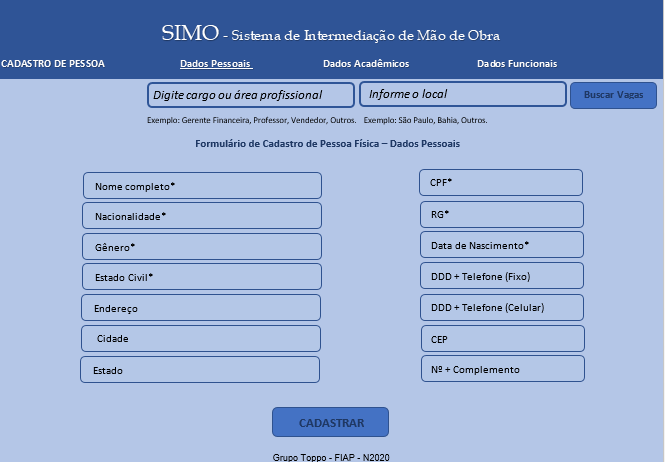 SIMO - Sistema de Intermediação de Mão de Obra
CADASTRO DE PESSOA Dados Pessoais Dados Acadêmicos Dados Funcionais
Digite cargo ou área profissional Informe o local Buscar Vagas
Exemplo: Gerente Financeira, Professor, Vendedor, Outros. Exemplo: São Paulo, Bahia, Outros.
Formulário de Cadastro de Pessoa Física – Dados Pessoais
Nome completo* CPF*
Nacionalidade* RG*
Gênero* Data de Nascimento*
Estado Civil* DDD + Telefone (Fixo)
Endereço DDD + Telefone (Celular)
Cidade CEP
Estado Nº + Complemento
CADASTRAR
Grupo Toppo - FIAP - N2020